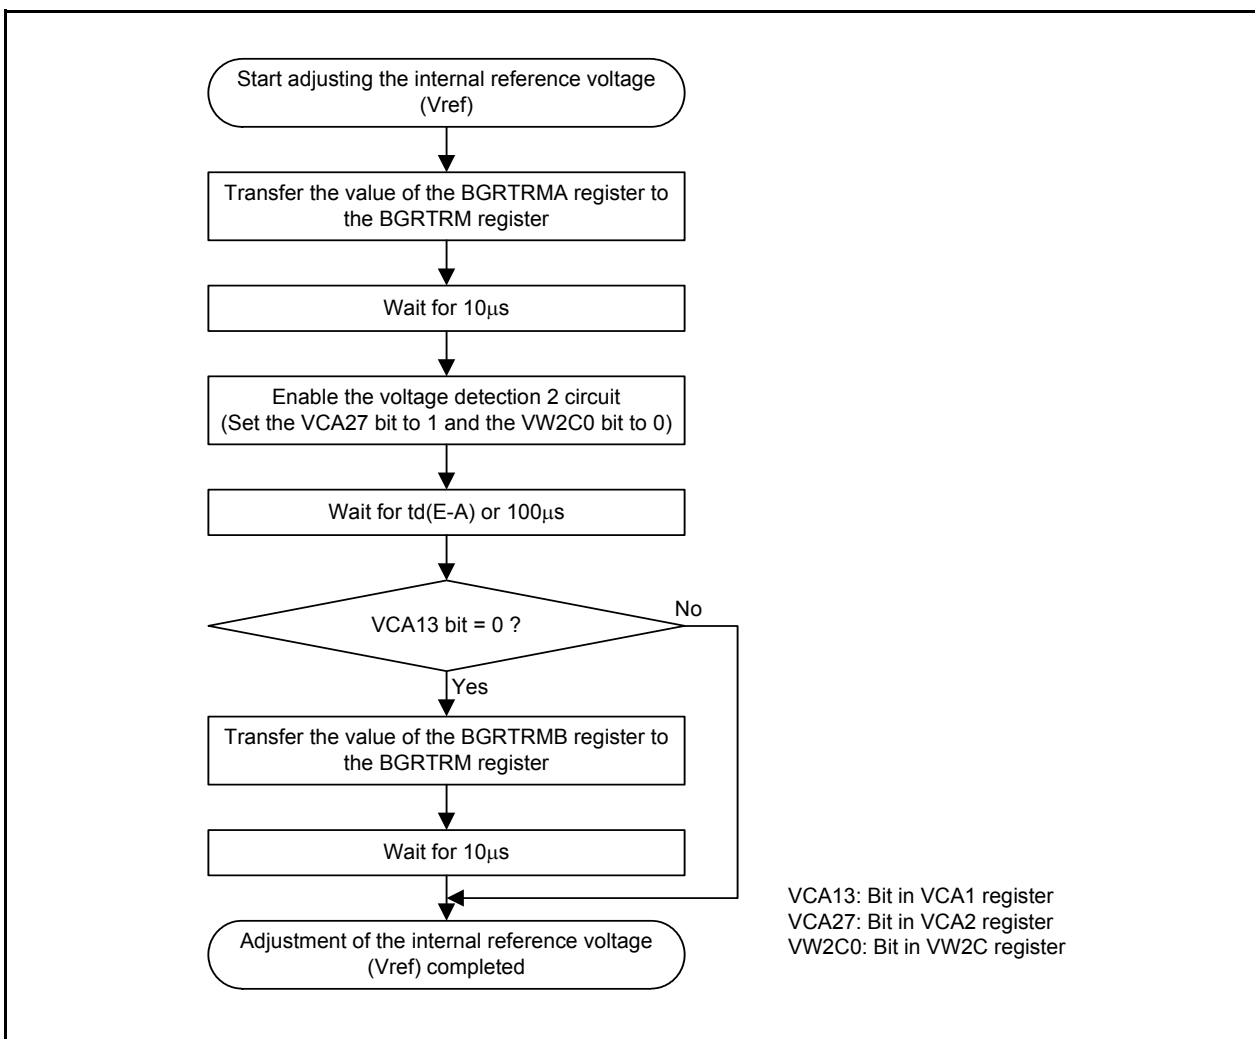 Start adjusting the internal reference voltage
(Vref)
Transfer the value of the BGRTRMA register to
the BGRTRM register
Wait for 10μs
Enable the voltage detection 2 circuit
(Set the VCA27 bit to 1 and the VW2C0 bit to 0)
Wait for td(E-A) or 100μs
VCA13 bit = 0 ?
No
Yes
Transfer the value of the BGRTRMB register to
the BGRTRM register
Wait for 10μs
Adjustment of the internal reference voltage
(Vref) completed
VCA13: Bit in VCA1 register
VCA27: Bit in VCA2 register
VW2C0: Bit in VW2C register